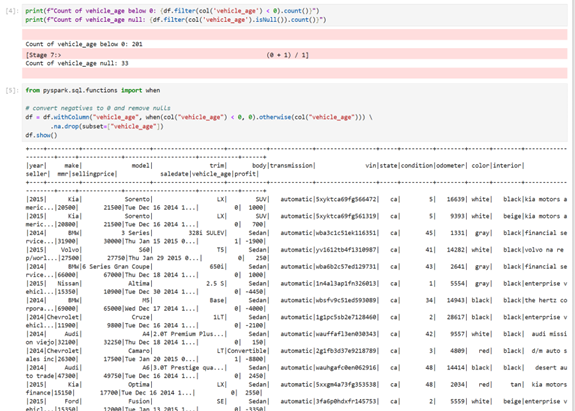 [4]: print(f"Count of vehicle_age below 0: {df.filter(col('vehicle_age') < 0).count()}")
print(f"Count of vehicle_age null: {df.filter(col('vehicle_age').isNull()).count()}")
Count of vehicle_age below 0: 201
[Stage 7:> (0 + 1) / 1]
Count of vehicle_age null: 33
[5]: from pyspark.sql.functions import when
# convert negatives to 0 and remove nulls
df = df.withColumn("vehicle_age", when(col("vehicle_age") < 0, 0).otherwise(col("vehicle_age"))) \
.na.drop(subset=["vehicle_age"])
df.show()
|year| make| model| trim| body|transmission| vin|state|condition|odometer| color|interior|
seller| mmr|sellingprice| saledate|vehicle_age|profit|
|2015| Kia| Sorento| LX| SUV| automatic|5xyktca69fg566472| ca| 5| 16639| white| black|kia motors a
meric...|20500| 21500|Tue Dec 16 2014 1...| 0| 1000|
|2015| Kia| Sorento| LX| SUV| automatic|5xyktca69fg561319| ca| 5| 9393| white| beige|kia motors a
meric...|20800| 21500|Tue Dec 16 2014 1...| 0| 700|
|2014| BMW| 3 Series| 328i SULEV| Sedan| automatic|wba3c1c51ek116351| ca| 45| 1331| gray| black|financial se
rvice...|31900| 30000|Thu Jan 15 2015 0...| 1| -1900|
|2015| Volvo| S60| T5| Sedan| automatic|yv1612tb4f1310987| ca| 41| 14282| white| black|volvo na re
p/worl...|27500| 27750|Thu Jan 29 2015 0...| 0| 250|
|2014| BMW|6 Series Gran Coupe| 650i| Sedan| automatic|wba6b2c57ed129731| ca| 43| 2641| gray| black|financial se
rvice...|66000| 67000|Thu Dec 18 2014 1...| 0| 1000|
|2015| Nissan| Altima| 2.5 S| Sedan| automatic|1n4al3ap1fn326013| ca| 1| 5554| gray| black|enterprise v
ehicl...|15350| 10900|Tue Dec 30 2014 1...| 0| -4450|
|2014| BMW| M5| Base| Sedan| automatic|wbsfv9c51ed593089| ca| 34| 14943| black| black|the hertz co
rpora...|69000| 65000|Wed Dec 17 2014 1...| 0| -4000|
|2014|Chevrolet| Cruze| 1LT| Sedan| automatic|1g1pc5sb2e7128460| ca| 2| 28617| black| black|enterprise v
ehicl...|11900| 9800|Tue Dec 16 2014 1...| 0| -2100|
|2014| Audi| A4|2.0T Premium Plus...| Sedan| automatic|wauffafl3en030343| ca| 42| 9557| white| black| audi missi
on viejo|32100| 32250|Thu Dec 18 2014 1...| 0| 150|
|2014|Chevrolet| Camaro| LT|Convertible| automatic|2g1fb3d37e9218789| ca| 3| 4809| red| black| d/m auto s
ales inc|26300| 17500|Tue Jan 20 2015 0...| 1| -8800|
|2014| Audi| A6|3.0T Prestige qua...| Sedan| automatic|wauhgafc0en062916| ca| 48| 14414| black| black| desert au
to trade|47300| 49750|Tue Dec 16 2014 1...| 0| 2450|
|2015| Kia| Optima| LX| Sedan| automatic|5xxgm4a73fg353538| ca| 48| 2034| red| tan| kia motors
finance|15150| 17700|Tue Dec 16 2014 1...| 0| 2550|
|2015| Ford| Fusion| SE| Sedan| automatic|3fa6p0hdxfr145753| ca| 2| 5559| white| beige|enterprise v
ehicl...|15350| 12000|Tue Jan 13 2015 1...| 0| -3350|